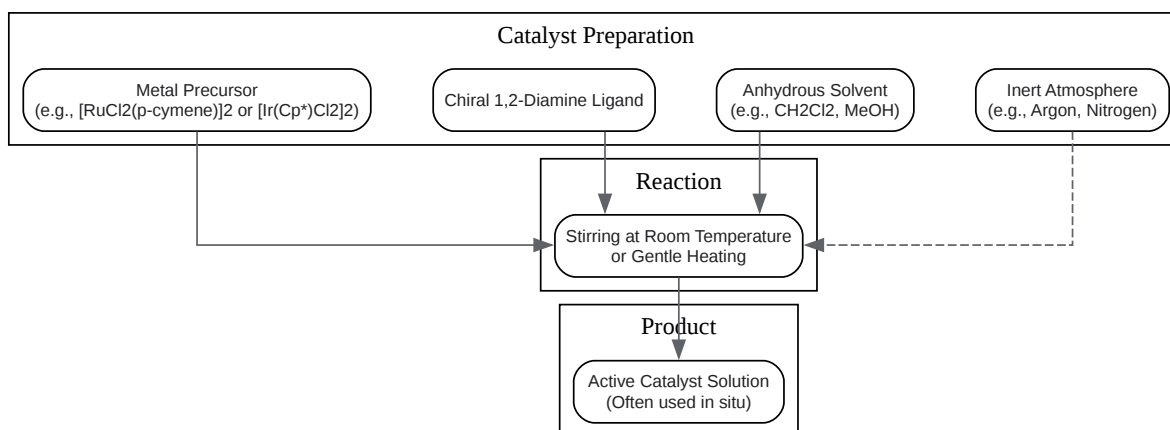 Catalyst Preparation
Metal Precursor
(e.g., [RuCl2(p-cymene)]2 or [Ir(Cp*)Cl2]2)
Chiral 1,2-Diamine Ligand
Anhydrous Solvent
(e.g., CH2Cl2, MeOH)
Inert Atmosphere
(e.g., Argon, Nitrogen)
Reaction
Stirring at Room Temperature
or Gentle Heating
Product
Active Catalyst Solution
(Often used in situ)